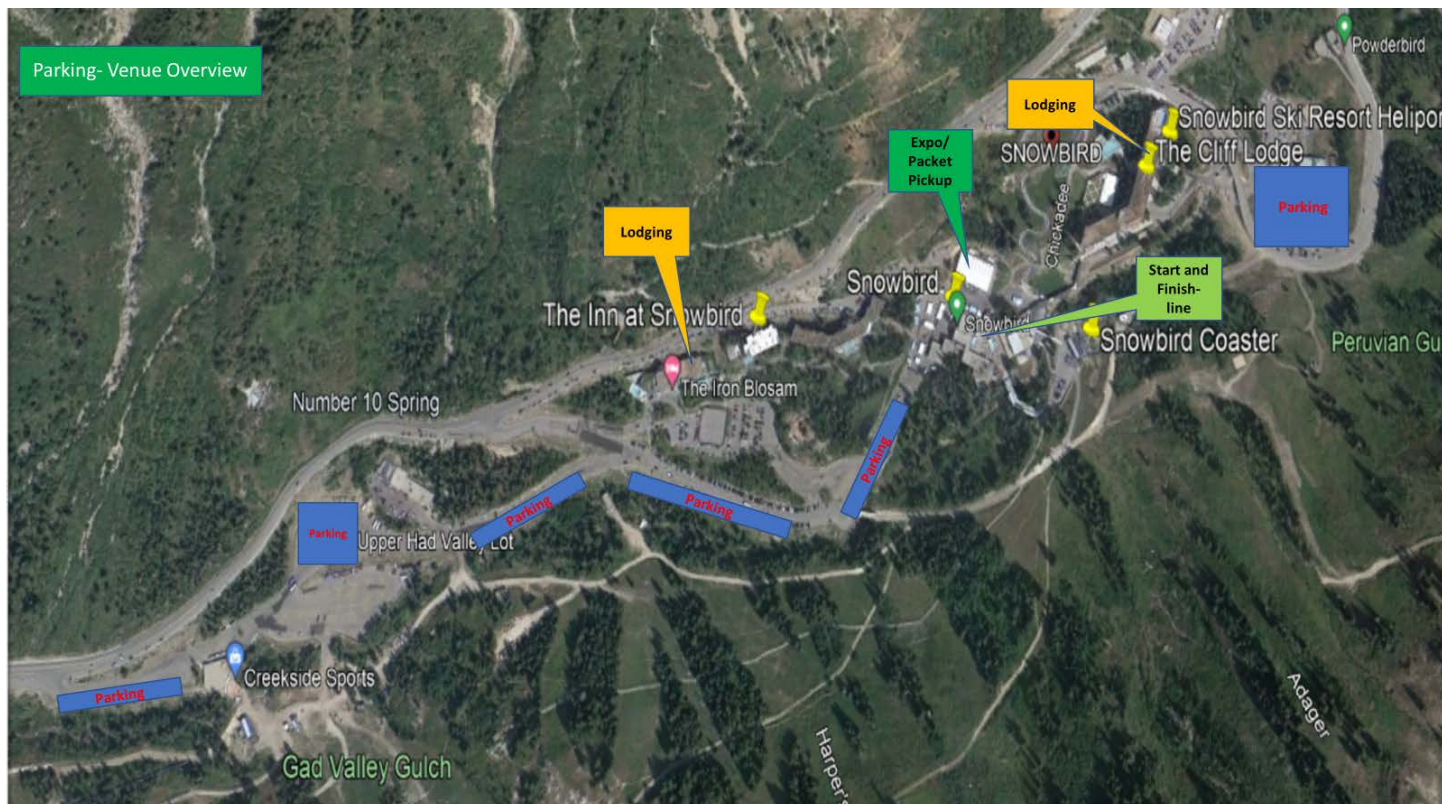 Parking- Venue Overview
Powderbird
Lodging
Snowbird Ski Resort Helipor
SNOWBIRD
The Cliff Lodge
Expo/
Packet
Pickup
Parking
Lodging
Chickadee
Start and
Finish-
line
Snowbird
The Inn at Snowbird
Snowbird
Snowbird Coaster
Peruvian Gu
The Iron Blosam
Number 10 Spring
Parking
Parking
Parking
Parking
Upper Had Valley Lot
Creekside Sports
Parking
Adager
Gad Valley Gulch
Harper's